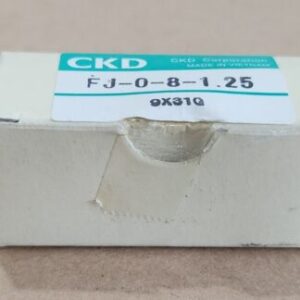 CKD
CKD Corporation
MADE IN VIETNAM
FJ-0-8-1.25
9X31G